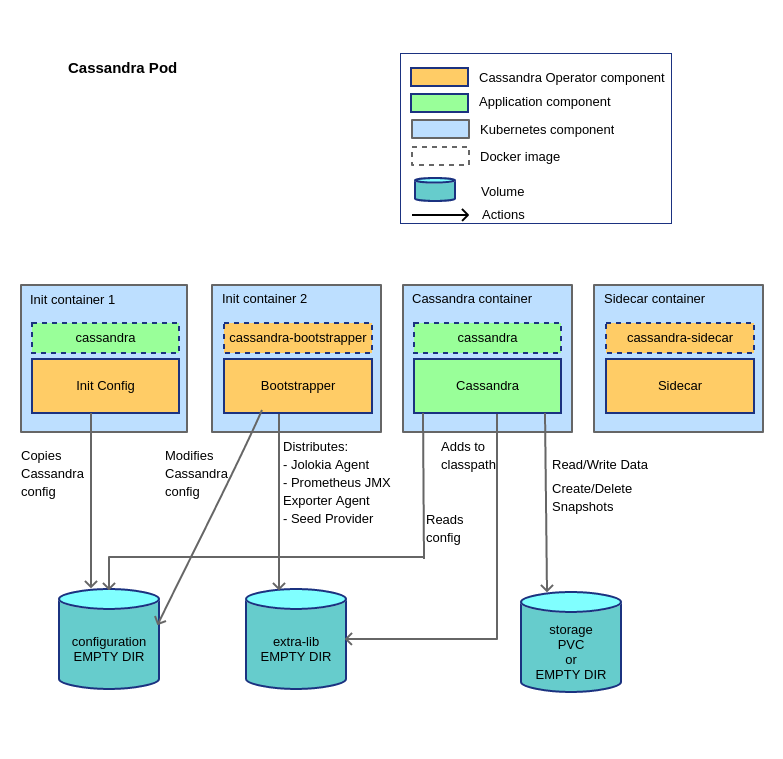 Cassandra Pod
Cassandra Operator component
Application component
Kubernetes component
Docker image
Volume
Actions
Init container 1
cassandra
Init Config
Init container 2
cassandra-bootstrapper
Bootstrapper
Cassandra container
cassandra
Cassandra
Sidecar container
cassandra-sidecar
Sidecar
Copies
Cassandra
config
Modifies
Cassandra
config
Distributes:
- Jolokia Agent
- Prometheus JMX
Exporter Agent
- Seed Provider
Adds to
classpath
Reads
config
Read/Write Data
Create/Delete
Snapshots
configuration
EMPTY DIR
extra-lib
EMPTY DIR
storage
PVC
or
EMPTY DIR